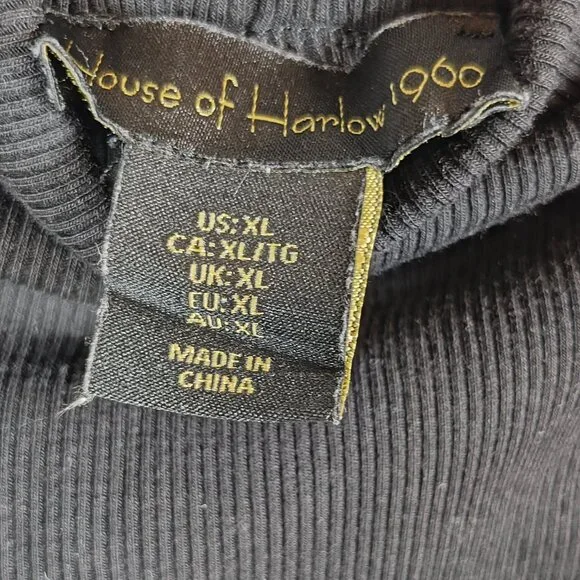 House of Harlow 1960
US: XL
CA: XL/TG
UK: XL
EU: XL
AU: XL
MADE IN
CHINA